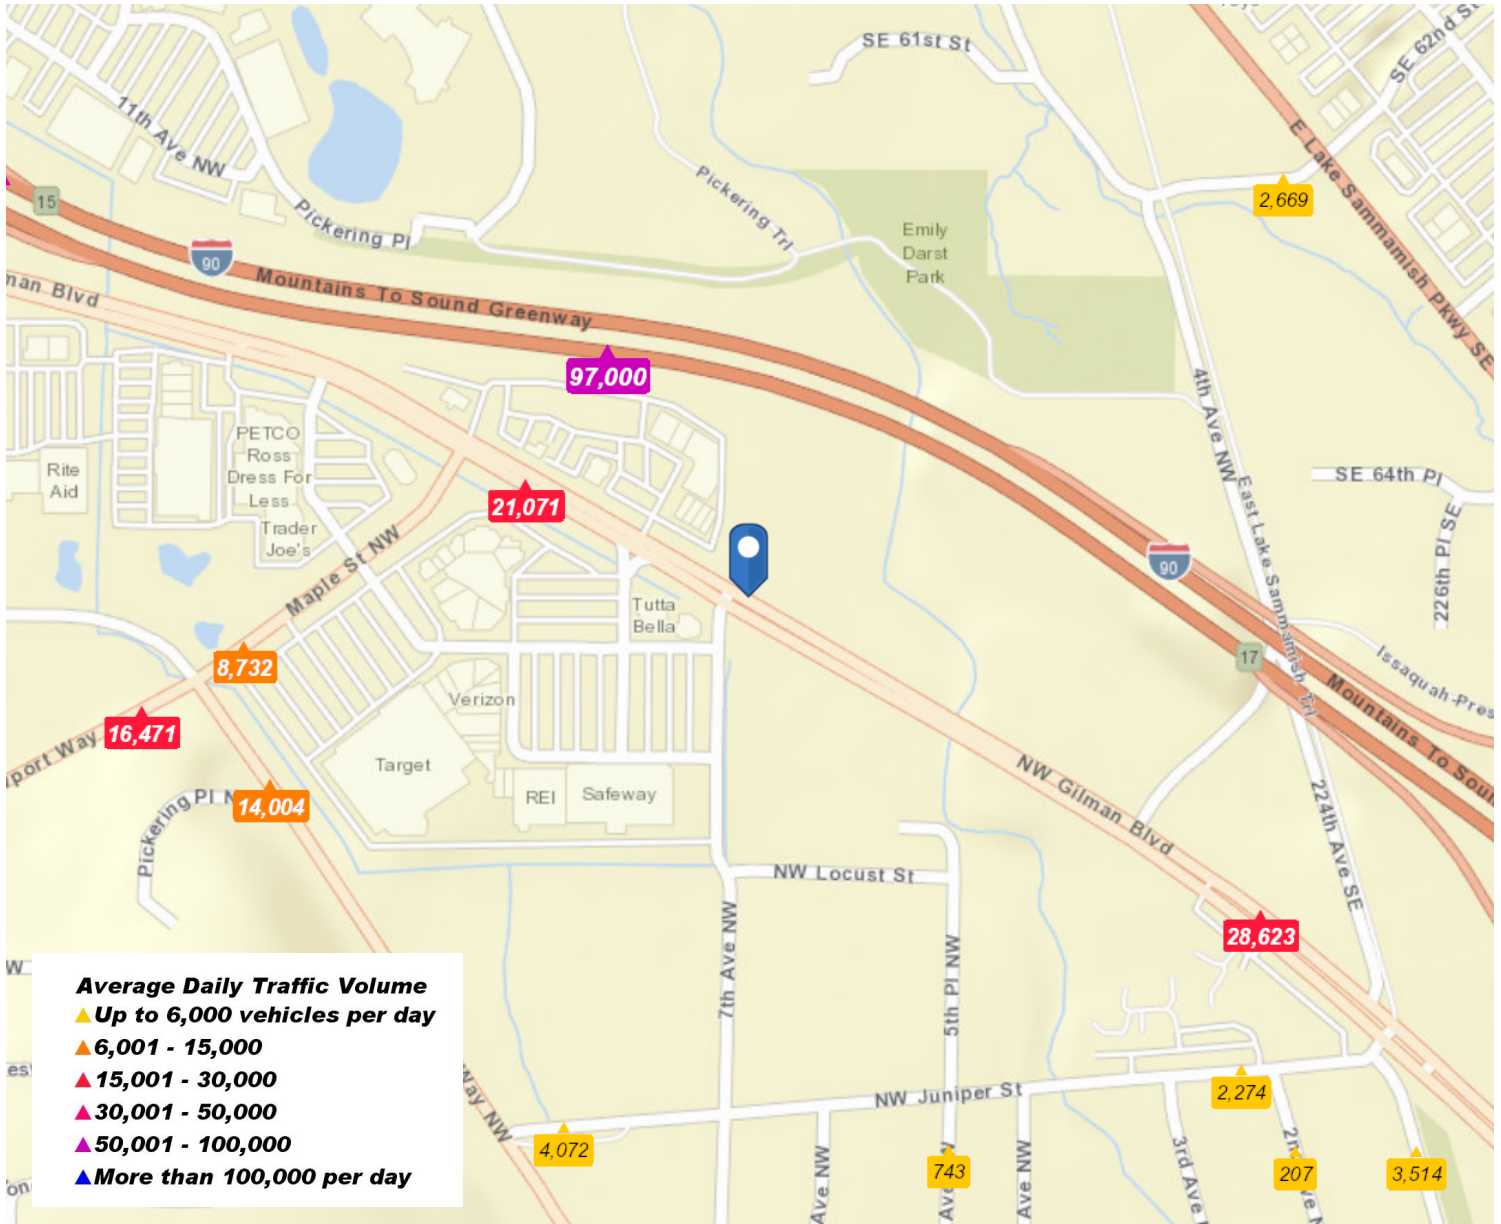 SE 61st St
SE 62nd St
11th Ave NW
E Lake Sammamish Pkwy SE
Pickering Trl
2,669
15
Pickering Pl
Emily
Darst
Park
90
Mountains To Sound Greenway
man Blvd
97,000
4th Ave NW
PETCO
Ross
Dress For
Less
Rite
Aid
SE 64th Pl
21,071
Trader
Joe's
Maple St NW
East Lake Sammamish Trl
226th Pl SE
90
Tutta
Bella
8,732
17
Issaquah-Pres
Verizon
Mountains To Soun
16,471
port Way
Target
NW Gilman Blvd
REI
Safeway
Pickering Pl N
14,004
224th Ave SE
NW Locust St
7th Ave NW
5th Pl NW
28,623
W
Average Daily Traffic Volume
Up to 6,000 vehicles per day
6,001 - 15,000
15,001 - 30,000
30,001 - 50,000
50,001 - 100,000
More than 100,000 per day
Way NW
NW Juniper St
2,274
4,072
743
207
3,514
Ave NW
Ave NW
3rd Ave